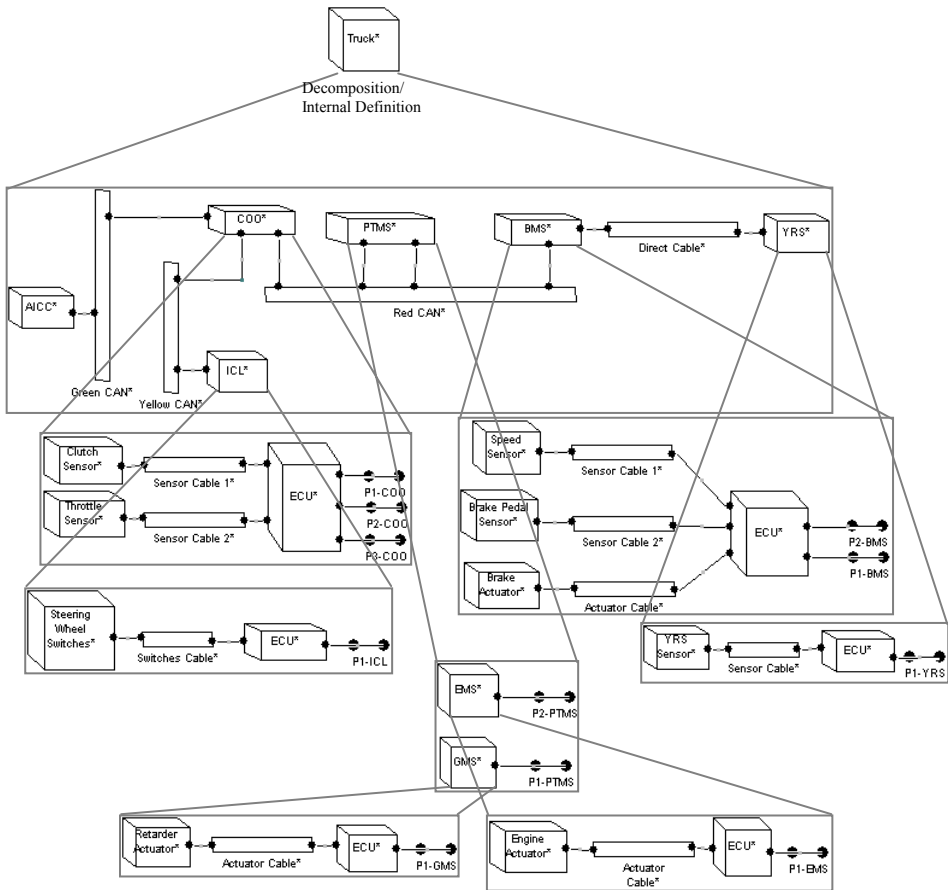 Truck*
Decomposition/
Internal Definition
COO*
PTMS*
BMS*
Direct Cable*
YRS*
AICC*
Red CAN*
ICL*
Green CAN*
Yellow CAN*
Clutch
Sensor*
Sensor Cable 1*
ECU*
P1-COO
Throttle
Sensor*
P2-COO
Sensor Cable 2*
P3-COO
Speed
Sensor*
Sensor Cable 1*
Brake Pedal
Sensor*
Sensor Cable 2*
ECU*
P2-BMS
P1-BMS
Brake
Actuator*
Actuator Cable*
Steering
Wheel
Switches*
Switches Cable*
ECU*
P1-ICL
YRS
Sensor*
Sensor Cable*
ECU*
P1-YRS
EMS*
P2-PTMS
GMS*
P1-PTMS
Retarder
Actuator*
Actuator Cable*
ECU*
P1-GMS
Engine
Actuator*
Actuator
Cable*
ECU*
P1-EMS